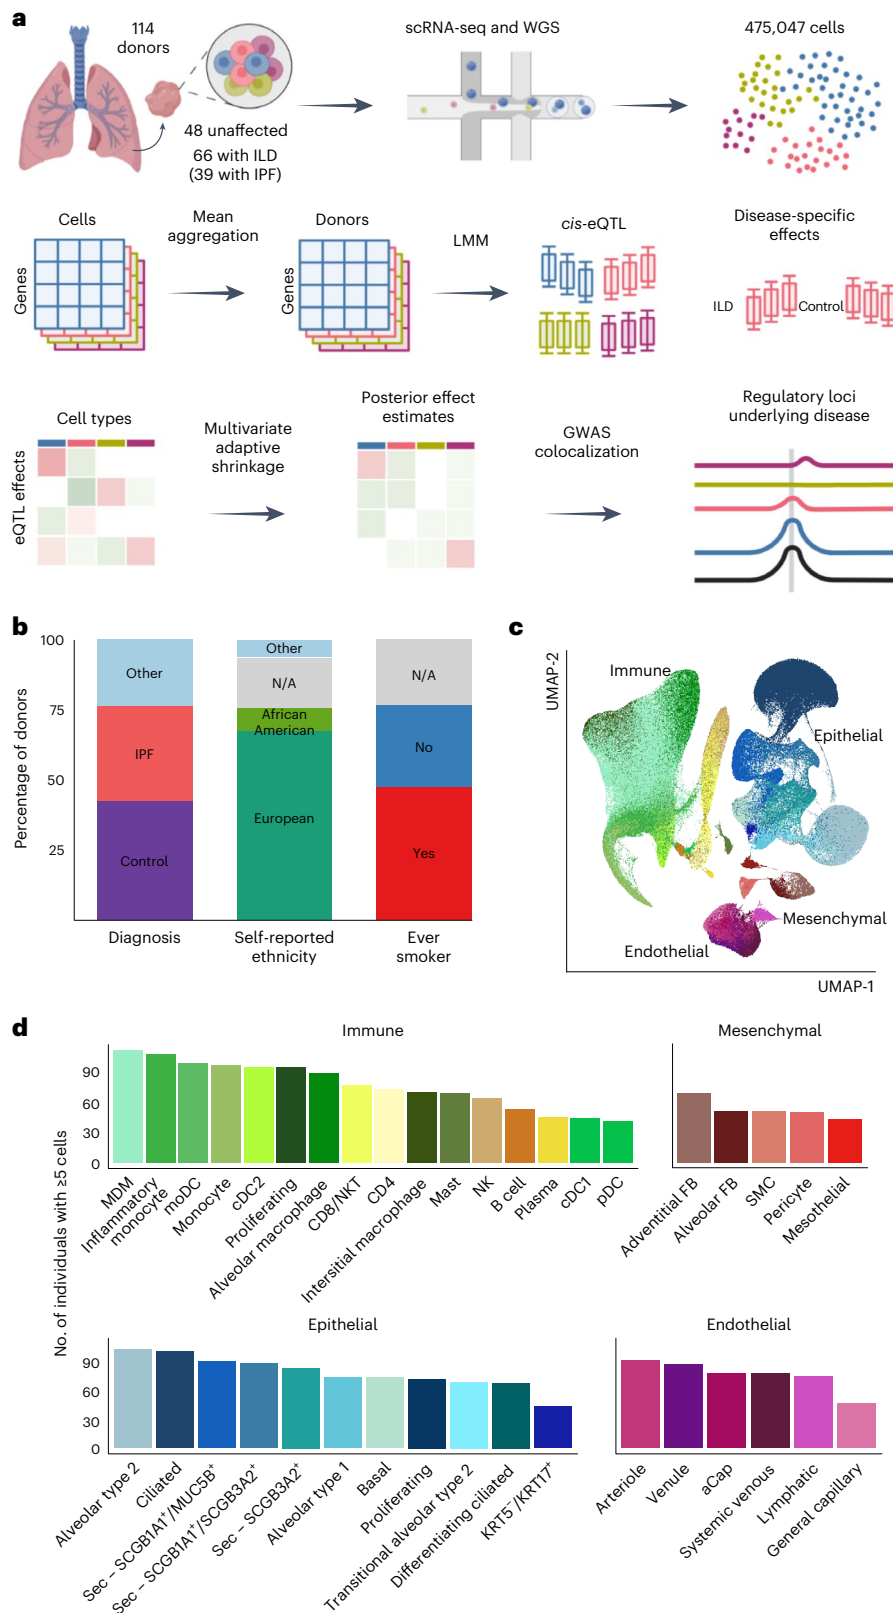 a
114
donors
48 unaffected
66 with ILD
(39 with IPF)
scRNA-seq and WGS
475,047 cells
Cells
Genes
Mean
aggregation
Donors
Genes
LMM
cis-eQTL
Disease-specific
effects
ILD
Control
Cell types
eQTL effects
Multivariate
adaptive
shrinkage
Posterior effect
estimates
GWAS
colocalization
Regulatory loci
underlying disease
b
Percentage of donors
100
75
50
25
Other
IPF
Control
Other
N/A
African
American
European
N/A
No
Yes
Diagnosis
Self-reported
ethnicity
Ever
smoker
c
UMAP-2
Immune
Epithelial
Mesenchymal
Endothelial
UMAP-1
d
No. of individuals with ≥5 cells
Immune
90
60
30
0
MDM
Inflammatory
monocyte
moDC
Monocyte
cDC2
Proliferating
Alveolar macrophage
CD8/NKT
CD4
Intersitial macrophage
Mast
NK
B cell
Plasma
cDC1
pDC
Mesenchymal
Adventitial FB
Alveolar FB
SMC
Pericyte
Mesothelial
Epithelial
90
60
30
0
Alveolar type 2
Ciliated
Sec – SCGB1A1⁺/MUC5B⁺
Sec – SCGB1A1⁺/SCGB3A2⁺
Sec – SCGB3A2⁺
Alveolar type 1
Basal
Proliferating
Transitional alveolar type 2
Differentiating ciliated
KRT5⁻/KRT17⁺
Endothelial
Arteriole
Venule
aCap
Systemic venous
Lymphatic
General capillary